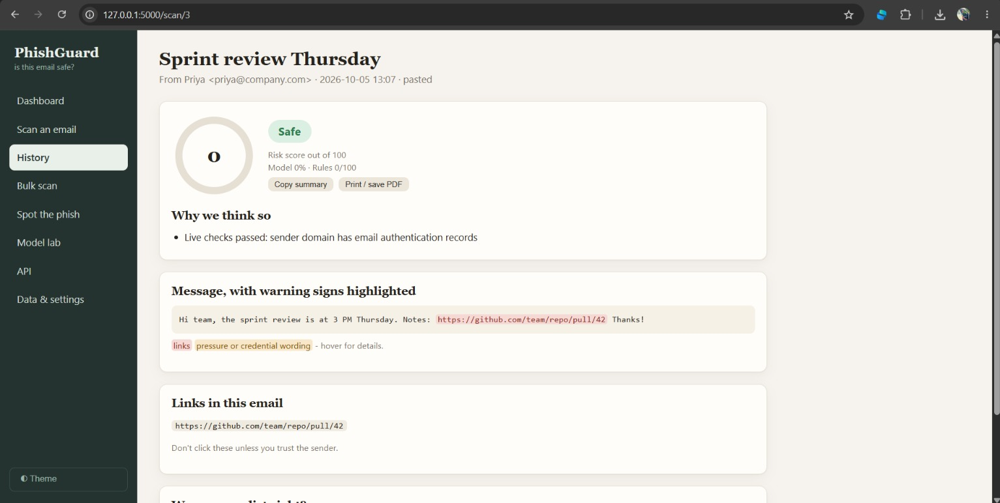 127.0.0.1:5000/scan/3
PhishGuard
is this email safe?
Dashboard
Scan an email
History
Bulk scan
Spot the phish
Model lab
API
Data & settings
Theme
Sprint review Thursday
From Priya <priya@company.com> · 2026-10-05 13:07 · pasted
0
Safe
Risk score out of 100
Model 0% · Rules 0/100
Copy summary Print / save PDF
Why we think so
• Live checks passed: sender domain has email authentication records
Message, with warning signs highlighted
Hi team, the sprint review is at 3 PM Thursday. Notes: https://github.com/team/repo/pull/42 Thanks!
links pressure or credential wording - hover for details.
Links in this email
https://github.com/team/repo/pull/42
Don't click these unless you trust the sender.